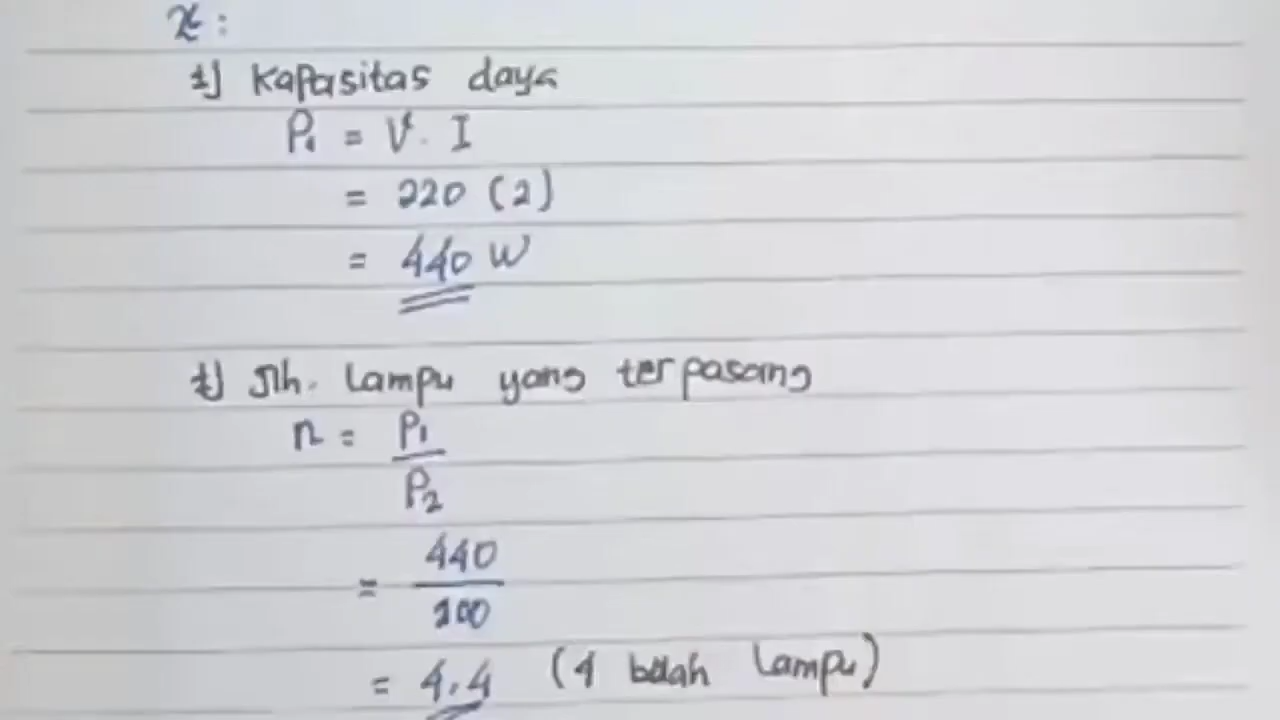 x :
1) Kapasitas daya
P1 = V . I
= 220 (2)
= 440 W
2) Jlh. lampu yang terpasang
n = P1
P2
= 440
100
= 4,4 (4 buah lampu)